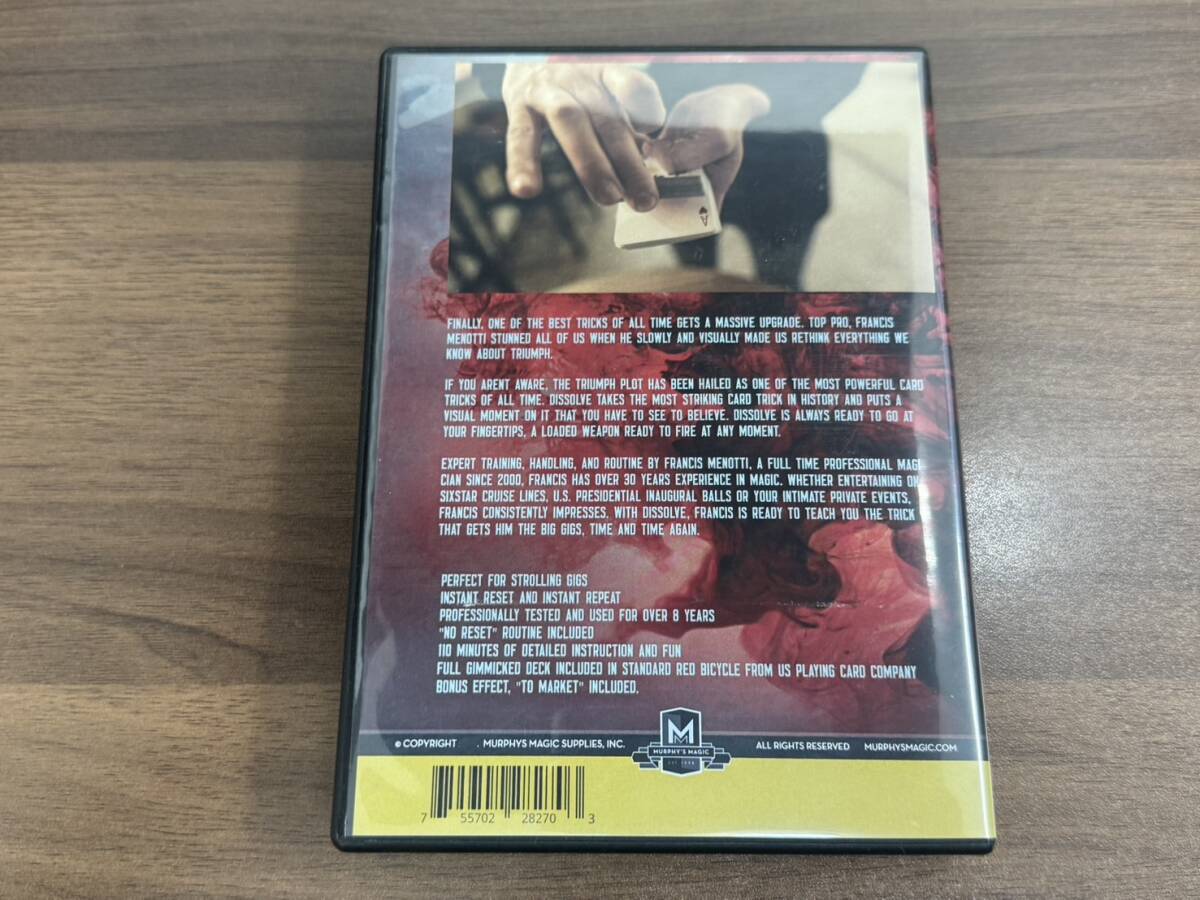 A
FINALLY, ONE OF THE BEST TRICKS OF ALL TIME GETS A MASSIVE UPGRADE. TOP PRO, FRANCIS
MENOTTI STUNNED ALL OF US WHEN HE SLOWLY AND VISUALLY MADE US RETHINK EVERYTHING WE
KNOW ABOUT TRIUMPH.
IF YOU ARENT AWARE, THE TRIUMPH PLOT HAS BEEN HAILED AS ONE OF THE MOST POWERFUL CARD
TRICKS OF ALL TIME. DISSOLVE TAKES THE MOST STRIKING CARD TRICK IN HISTORY AND PUTS A
VISUAL MOMENT ON IT THAT YOU HAVE TO SEE TO BELIEVE. DISSOLVE IS ALWAYS READY TO GO AT
YOUR FINGERTIPS, A LOADED WEAPON READY TO FIRE AT ANY MOMENT.
EXPERT TRAINING, HANDLING, AND ROUTINE BY FRANCIS MENOTTI, A FULL TIME PROFESSIONAL MAGI-
CIAN SINCE 2000, FRANCIS HAS OVER 30 YEARS EXPERIENCE IN MAGIC. WHETHER ENTERTAINING ON
SIXSTAR CRUISE LINES, U.S. PRESIDENTIAL INAUGURAL BALLS OR YOUR INTIMATE PRIVATE EVENTS,
FRANCIS CONSISTENTLY IMPRESSES. WITH DISSOLVE, FRANCIS IS READY TO TEACH YOU THE TRICK
THAT GETS HIM THE BIG GIGS, TIME AND TIME AGAIN.
PERFECT FOR STROLLING GIGS
INSTANT RESET AND INSTANT REPEAT
PROFESSIONALLY TESTED AND USED FOR OVER 8 YEARS
"NO RESET" ROUTINE INCLUDED
110 MINUTES OF DETAILED INSTRUCTION AND FUN
FULL GIMMICKED DECK INCLUDED IN STANDARD RED BICYCLE FROM US PLAYING CARD COMPANY
BONUS EFFECT, "TO MARKET" INCLUDED.
© COPYRIGHT . MURPHYS MAGIC SUPPLIES, INC. M MURPHY'S MAGIC ALL RIGHTS RESERVED MURPHYSMAGIC.COM
7 55702 28270 3